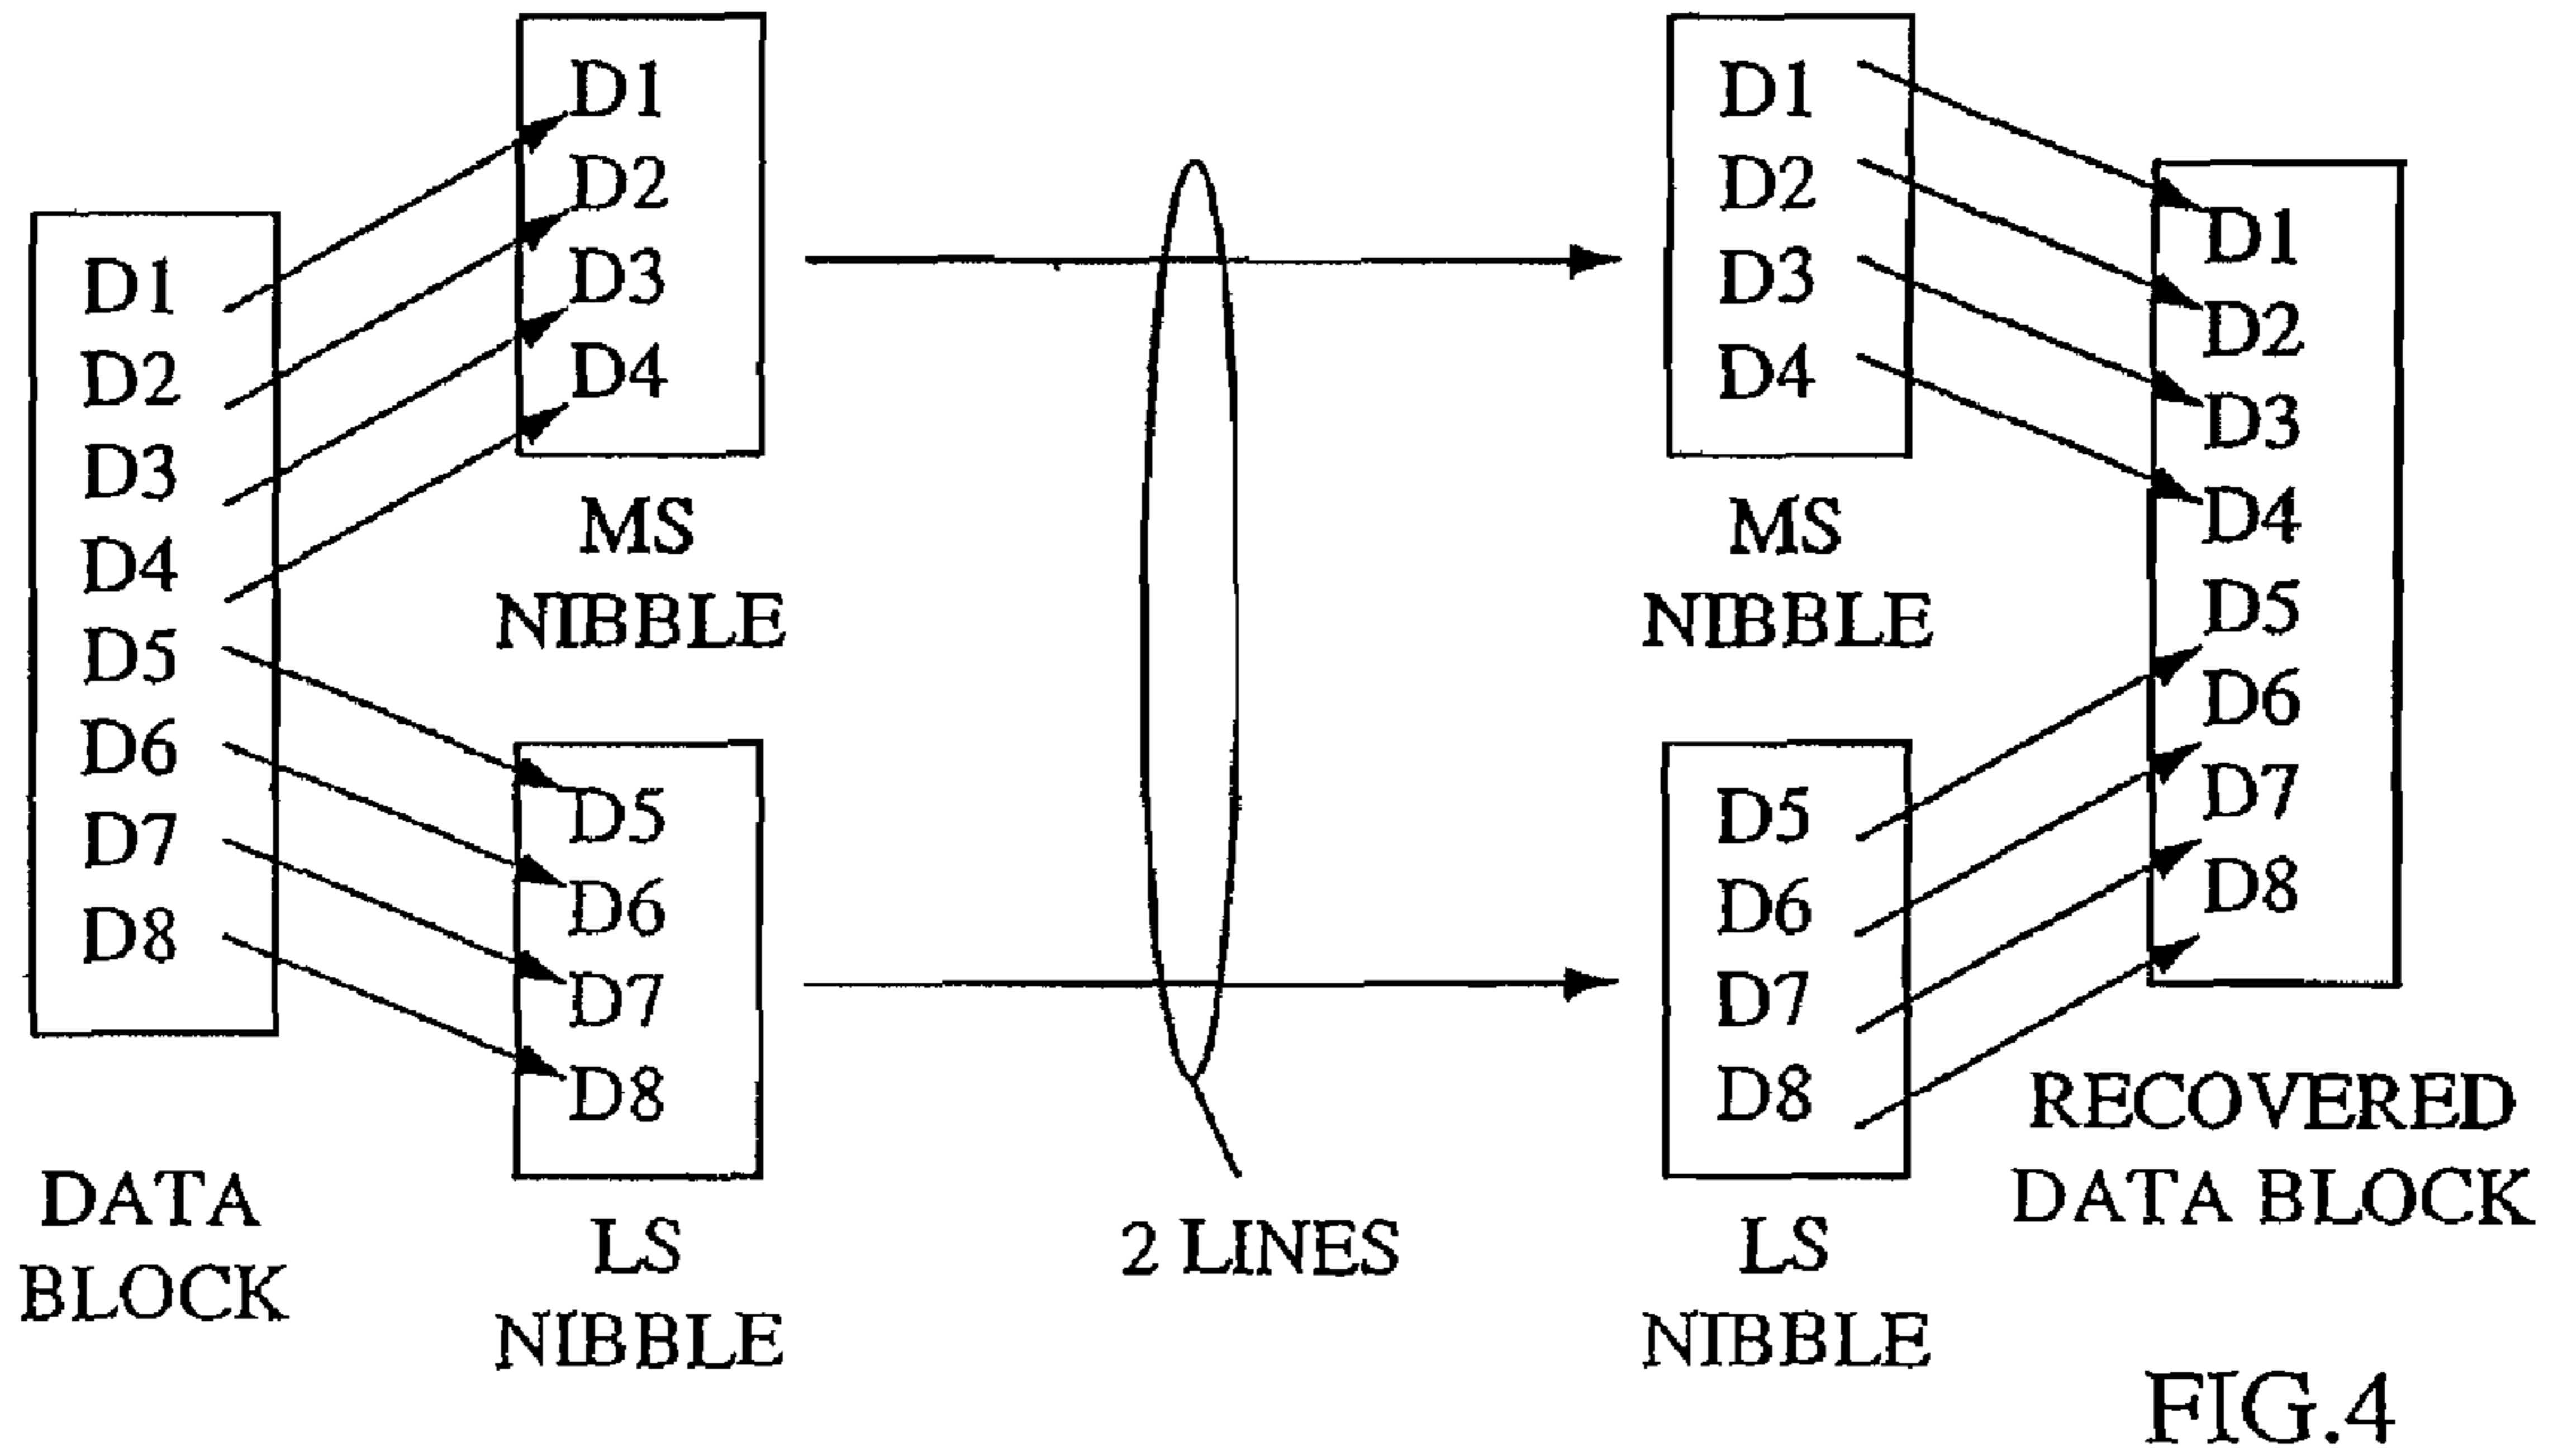 D1
D2
D3
D4
D5
D6
D7
D8
DATA
BLOCK
D1
D2
D3
D4
MS
NIBBLE
D5
D6
D7
D8
LS
NIBBLE
2 LINES
D1
D2
D3
D4
MS
NIBBLE
D5
D6
D7
D8
LS
NIBBLE
D1
D2
D3
D4
D5
D6
D7
D8
RECOVERED
DATA BLOCK
FIG.4